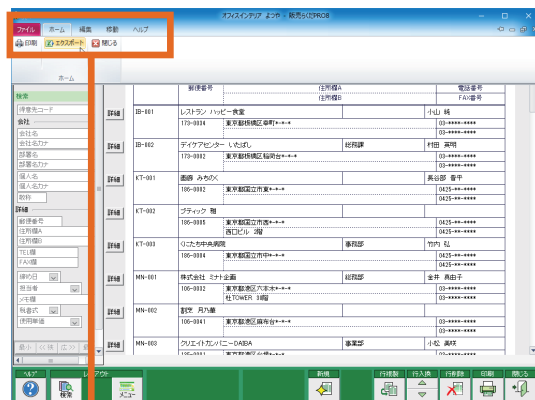 オフィスインテリア よつや - 販売らくだPRO8
ファイル ホーム 編集 移動 ヘルプ
印刷 エクスポート 閉じる
ホーム
検索
得意先コード
会社
会社名
会社名カナ
部署名
部署名カナ
個人名
個人名カナ
敬称
詳細
郵便番号
住所欄A
住所欄B
TEL欄
FAX欄
締め日
担当者
メモ欄
税書式
使用単価
郵便番号 住所欄A 電話番号
住所欄B FAX番号
詳細 IB-001 レストラン ハッピー食堂 小山 純
173-0004 東京都板橋区幸町*-*-* 03-****-****
03-****-****
詳細 IB-002 デイケアセンター いたばし 総務課 村田 英明
173-0002 東京都板橋区稲荷台*-*-* 03-****-****
03-****-****
詳細 KT-001 画廊 みちのく 長谷部 春平
186-0002 東京都国立市東*-*-* 0425-**-****
0425-**-****
詳細 KT-002 ブティック 雅
186-0005 東京都国立市西*-*-* 0425-**-****
西口ビル 2階 0425-**-****
詳細 KT-003 くにたち中央病院 事務部 竹内 弘
186-0004 東京都国立市中*-*-* 0425-**-****
0425-**-****
詳細 MN-001 株式会社 ミナト企画 総務部 金井 真由子
106-0032 東京都港区六本木*-*-* 03-****-****
杜TOWER 30階 03-****-****
詳細 MN-002 割烹 月乃華
106-0041 東京都港区麻布台*-*-* 03-****-****
03-****-****
詳細 MN-003 クリエイトカンパニーDAIBA 事業部 小松 美咲
ヘルプ レイアウト 新規 行複製 行入換 行削除 印刷 閉じる
検索 メニュー